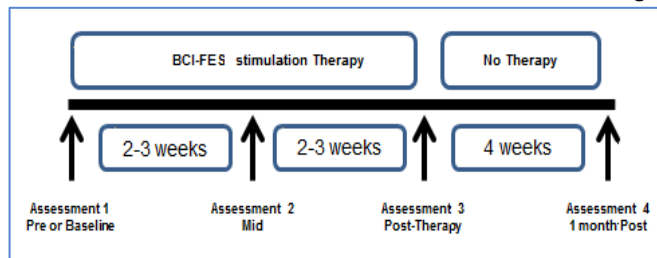 BCI-FES stimulation Therapy
No Therapy
2-3 weeks
2-3 weeks
4 weeks
Assessment 1
Pre or Baseline
Assessment 2
Mid
Assessment 3
Post-Therapy
Assessment 4
1 month Post